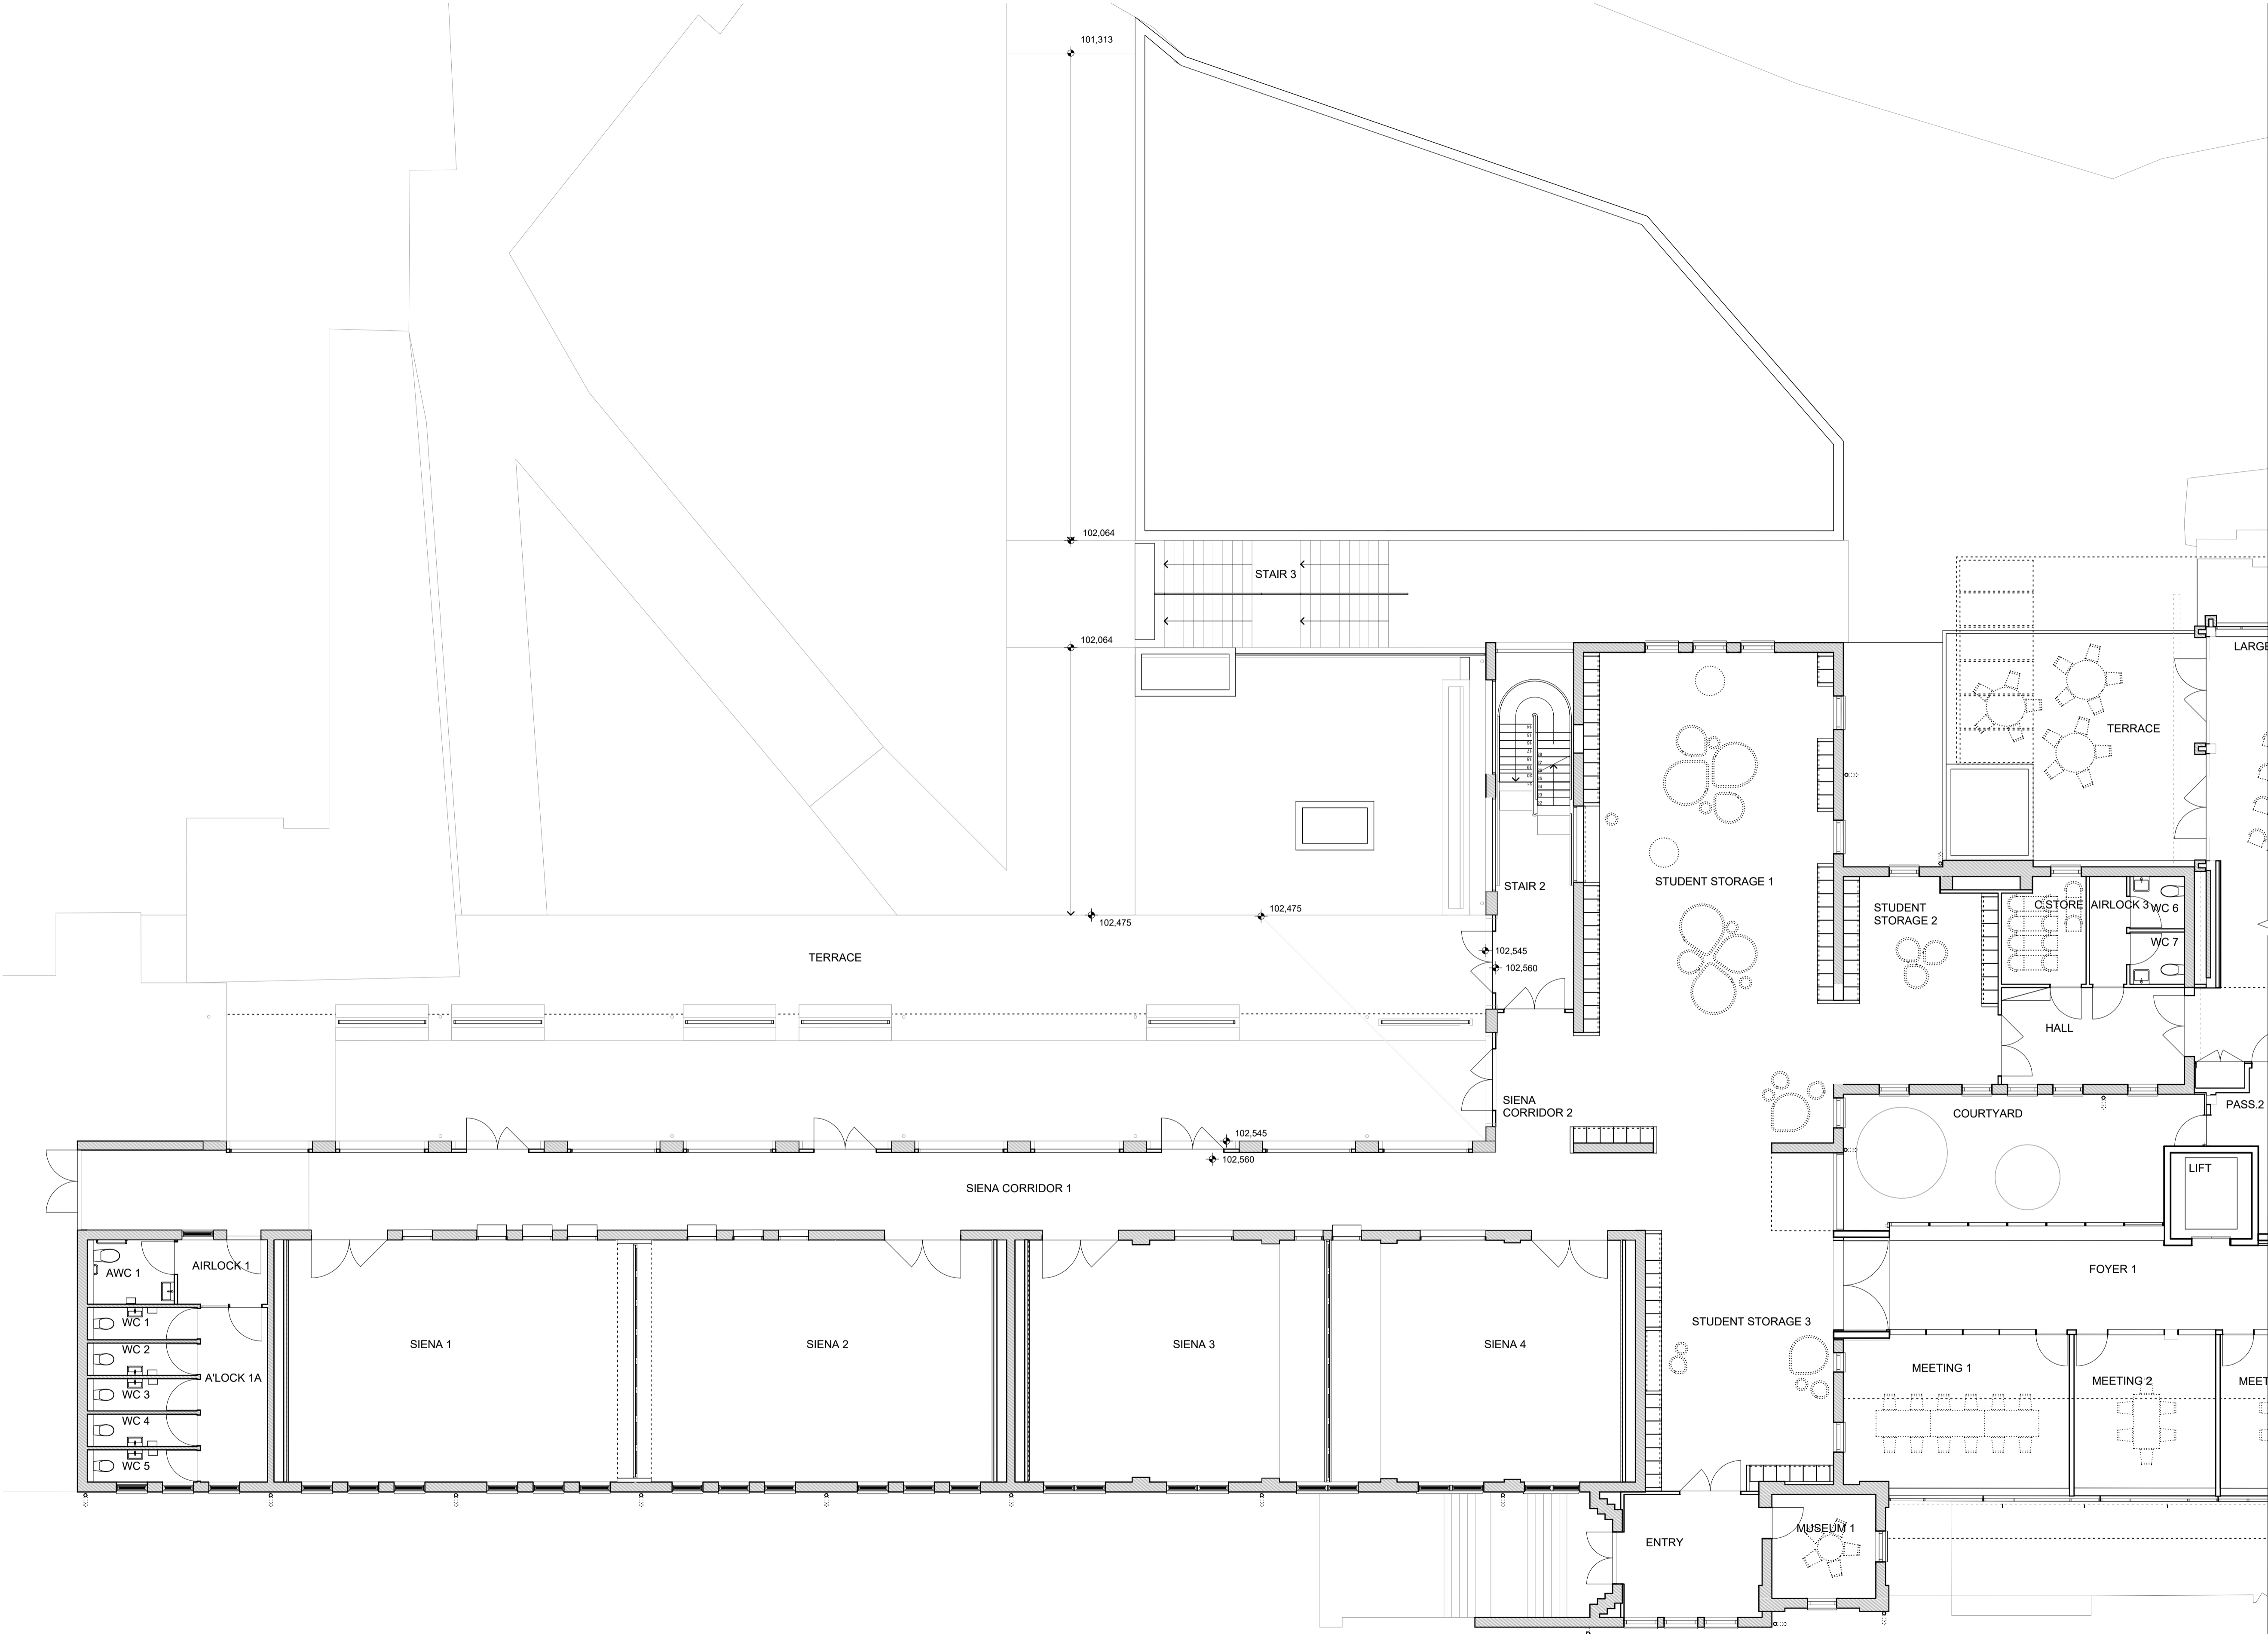 101,313
102,064
STAIR 3
102,064
LARGE
TERRACE
STAIR 2
STUDENT STORAGE 1
STUDENT
STORAGE 2
C.STORE
AIRLOCK 3
WC 6
WC 7
102,475
102,475
TERRACE
102,545
102,560
HALL
SIENA
CORRIDOR 2
COURTYARD
PASS.2
102,545
102,560
LIFT
SIENA CORRIDOR 1
AWC 1
AIRLOCK 1
FOYER 1
WC 1
WC 2
WC 3
WC 4
WC 5
A'LOCK 1A
SIENA 1
SIENA 2
SIENA 3
SIENA 4
STUDENT STORAGE 3
MEETING 1
MEETING 2
MEET
ENTRY
MUSEUM 1